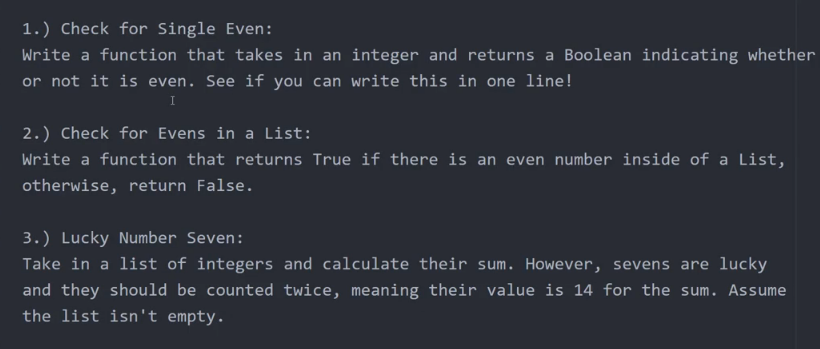 1.) Check for Single Even:
Write a function that takes in an integer and returns a Boolean indicating whether
or not it is even. See if you can write this in one line!
2.) Check for Evens in a List:
Write a function that returns True if there is an even number inside of a List,
otherwise, return False.
3.) Lucky Number Seven:
Take in a list of integers and calculate their sum. However, sevens are lucky
and they should be counted twice, meaning their value is 14 for the sum. Assume
the list isn't empty.